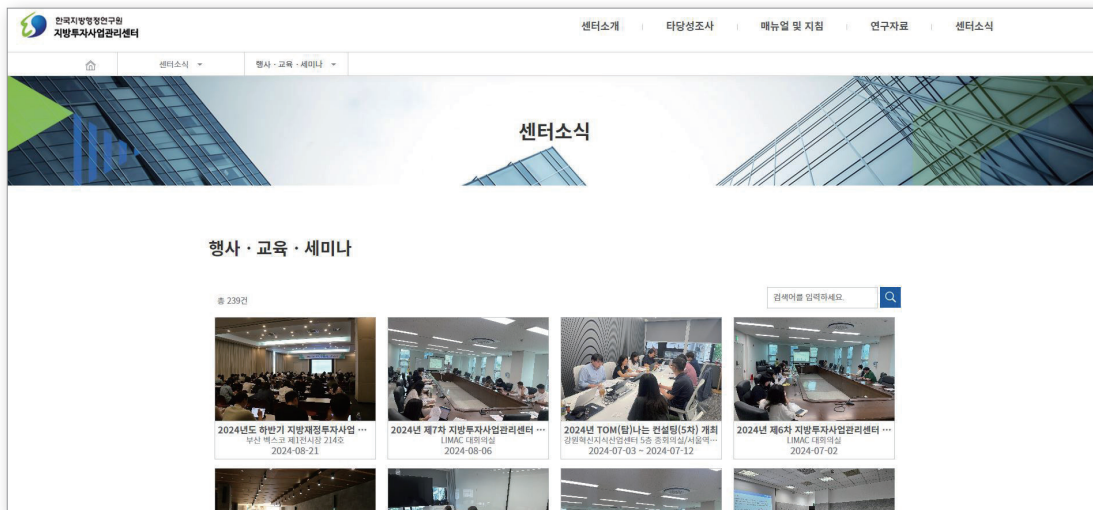 한국지방행정연구원
지방투자사업관리센터
센터소개
타당성조사
매뉴얼 및 지침
연구자료
센터소식
센터소식
행사 · 교육 · 세미나
센터소식
행사 · 교육 · 세미나
총 239건
검색어를 입력하세요.
2024년도 하반기 지방재정투자사업 ⋯
부산 벡스코 제1전시장 214호
2024-08-21
2024년 제7차 지방투자사업관리센터 ⋯
LIMAC 대회의실
2024-08-06
2024년 TOM(탐)나는 컨설팅(5차) 개최
강원혁신지식산업센터 5층 중회의실/서울역⋯
2024-07-03 ~ 2024-07-12
2024년 제6차 지방투자사업관리센터 ⋯
LIMAC 대회의실
2024-07-02